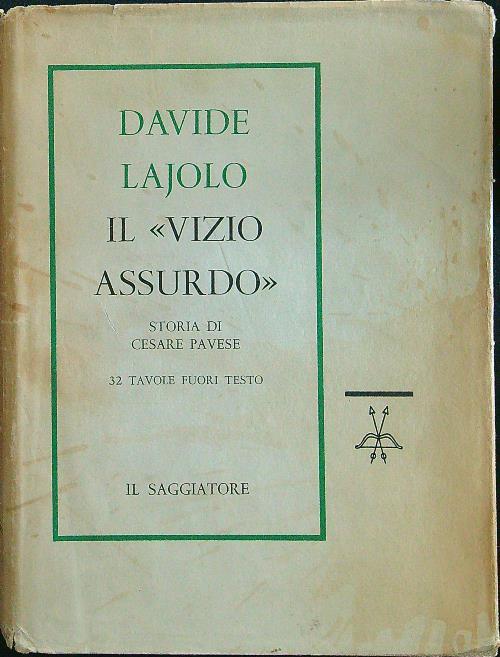 DAVIDE
LAJOLO
IL «VIZIO
ASSURDO»
STORIA DI
CESARE PAVESE
32 TAVOLE FUORI TESTO
IL SAGGIATORE